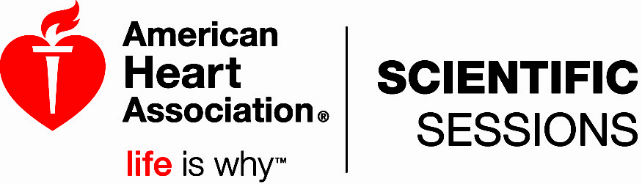 American
Heart
Association®
life is why™
SCIENTIFIC
SESSIONS